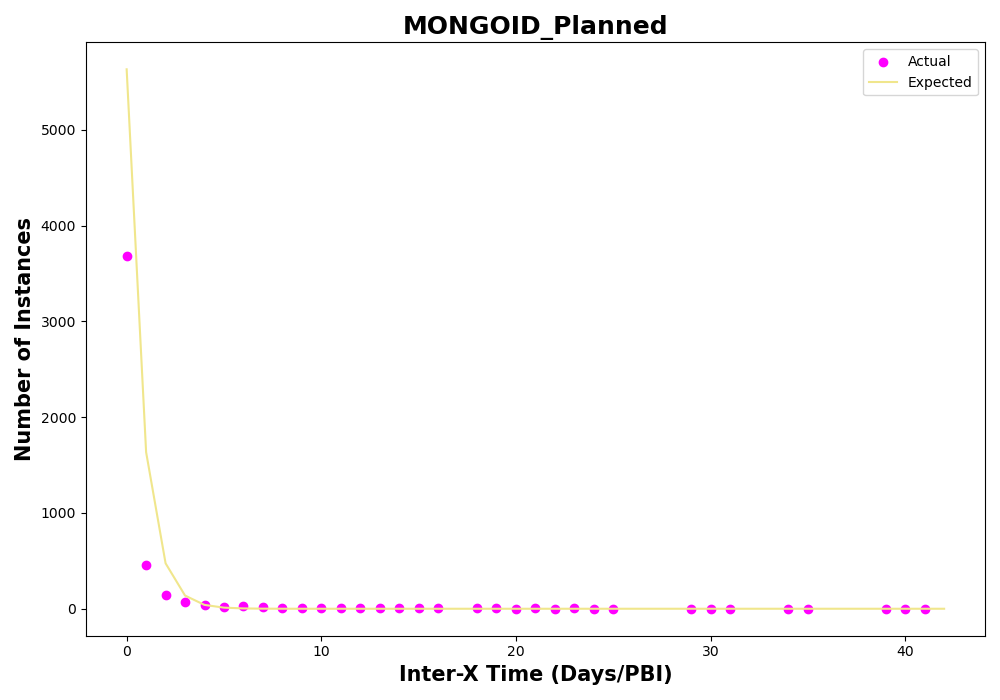 MONGOID_Planned
Actual
Expected
Number of Instances
5000
4000
3000
2000
1000
0
0 10 20 30 40
Inter-X Time (Days/PBI)